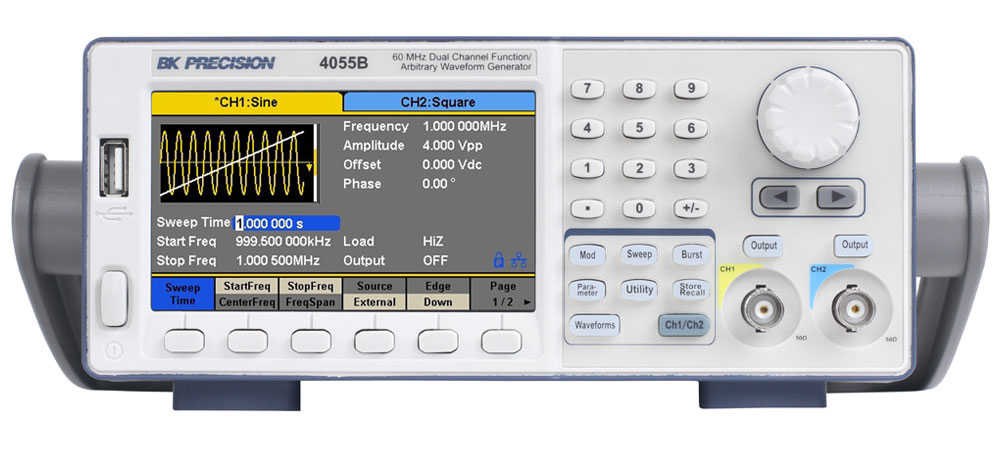 BK PRECISION
4055B
60 MHz Dual Channel Function/
Arbitrary Waveform Generator
*CH1:Sine
CH2:Square
Frequency 1.000 000MHz
Amplitude 4.000 Vpp
Offset 0.000 Vdc
Phase 0.00 °
Sweep Time 1.000 000 s
Start Freq 999.500 000kHz Load HiZ
Stop Freq 1.000 500MHz Output OFF
Sweep
Time
StartFreq
CenterFreq
StopFreq
FreqSpan
Source
External
Edge
Down
Page
1/2
7 8 9
4 5 6
1 2 3
. 0 +/-
Mod
Sweep
Burst
Para-
meter
Utility
Store
Recall
Waveforms
Ch1/Ch2
Output
Output
CH1
CH2
50Ω
50Ω